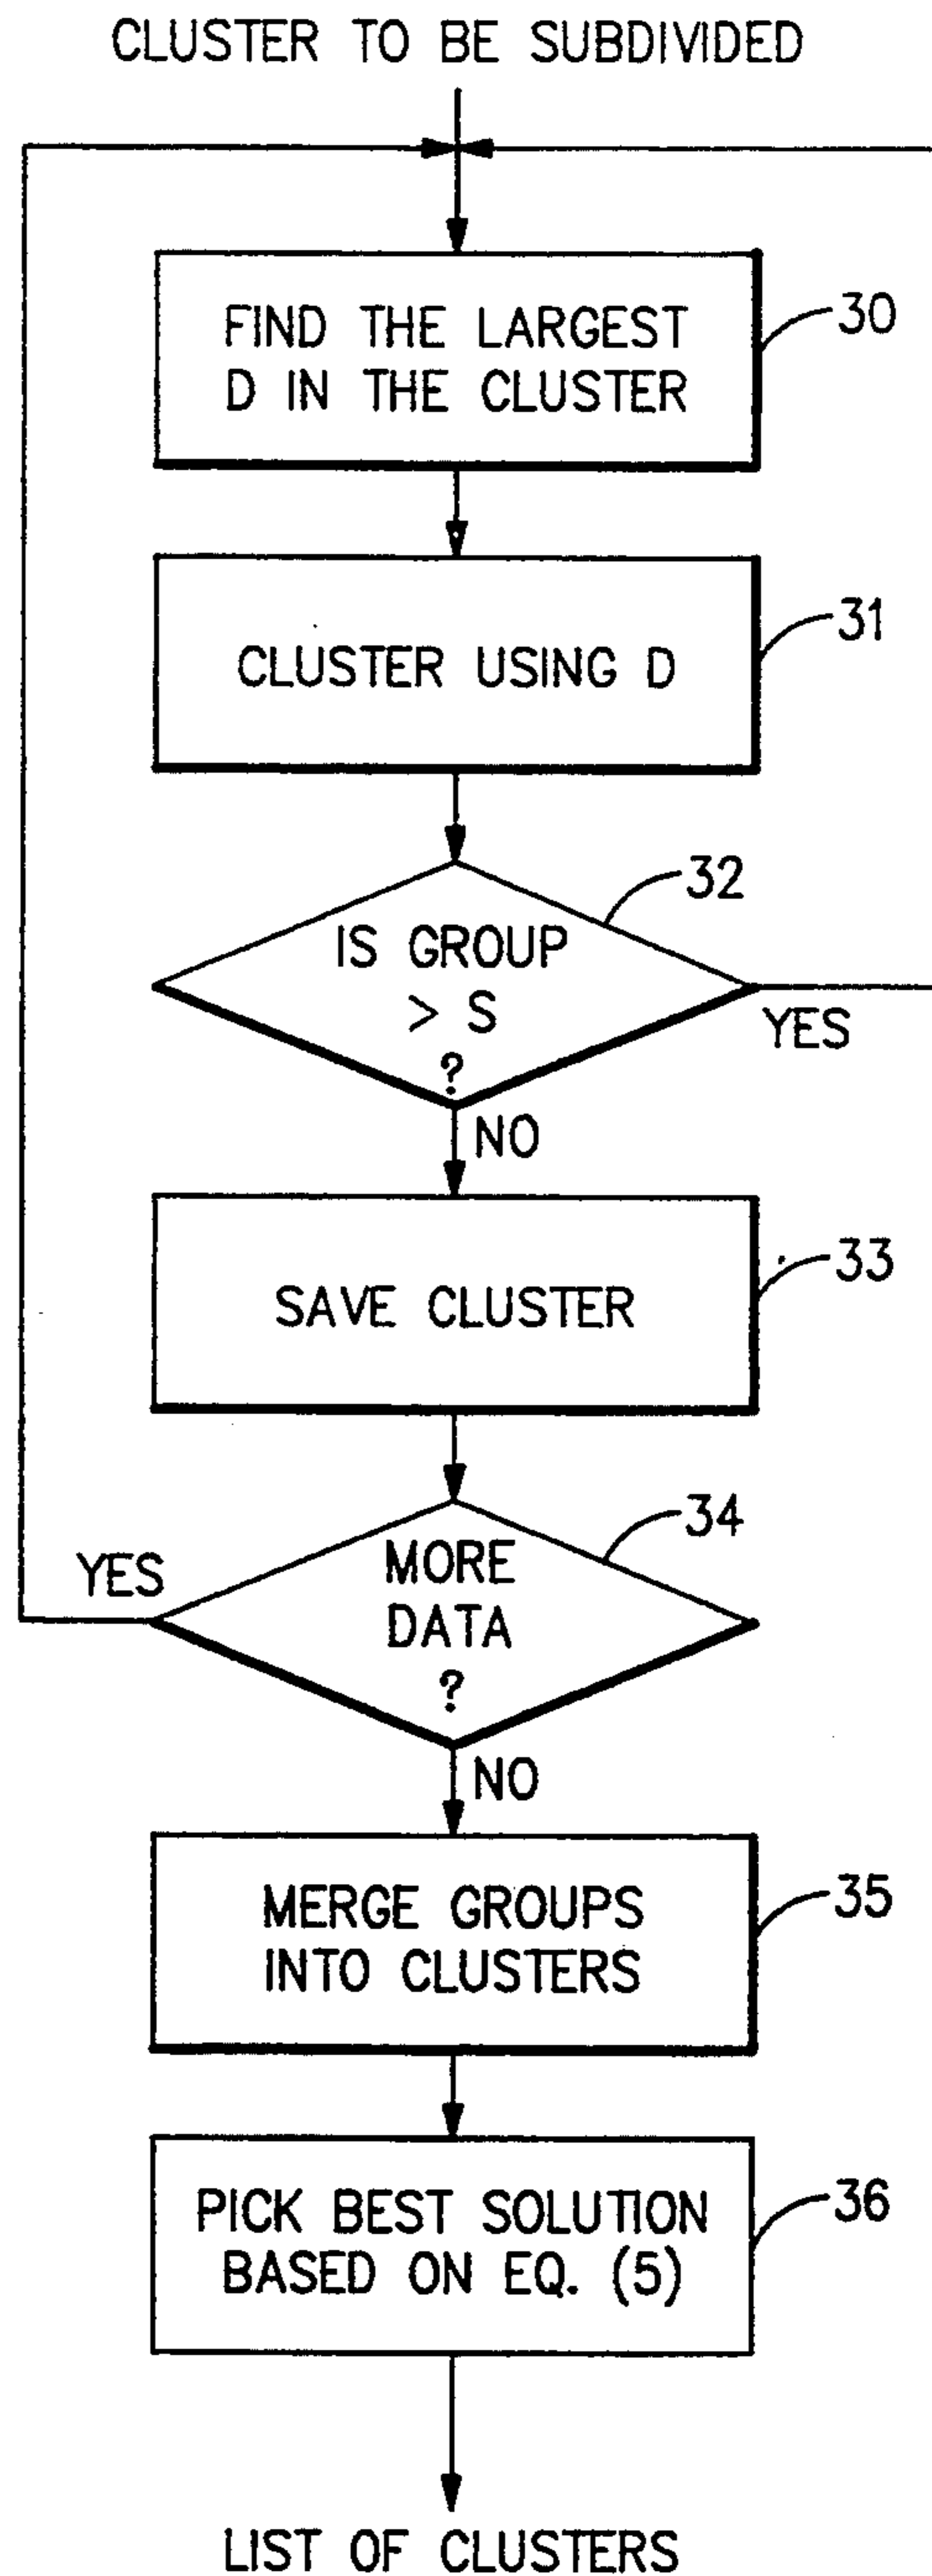 CLUSTER TO BE SUBDIVIDED
FIND THE LARGEST
D IN THE CLUSTER
30
CLUSTER USING D
31
32
IS GROUP
> S
?
YES
NO
SAVE CLUSTER
33
34
MORE
DATA
?
YES
NO
MERGE GROUPS
INTO CLUSTERS
35
PICK BEST SOLUTION
BASED ON EQ. (5)
36
LIST OF CLUSTERS